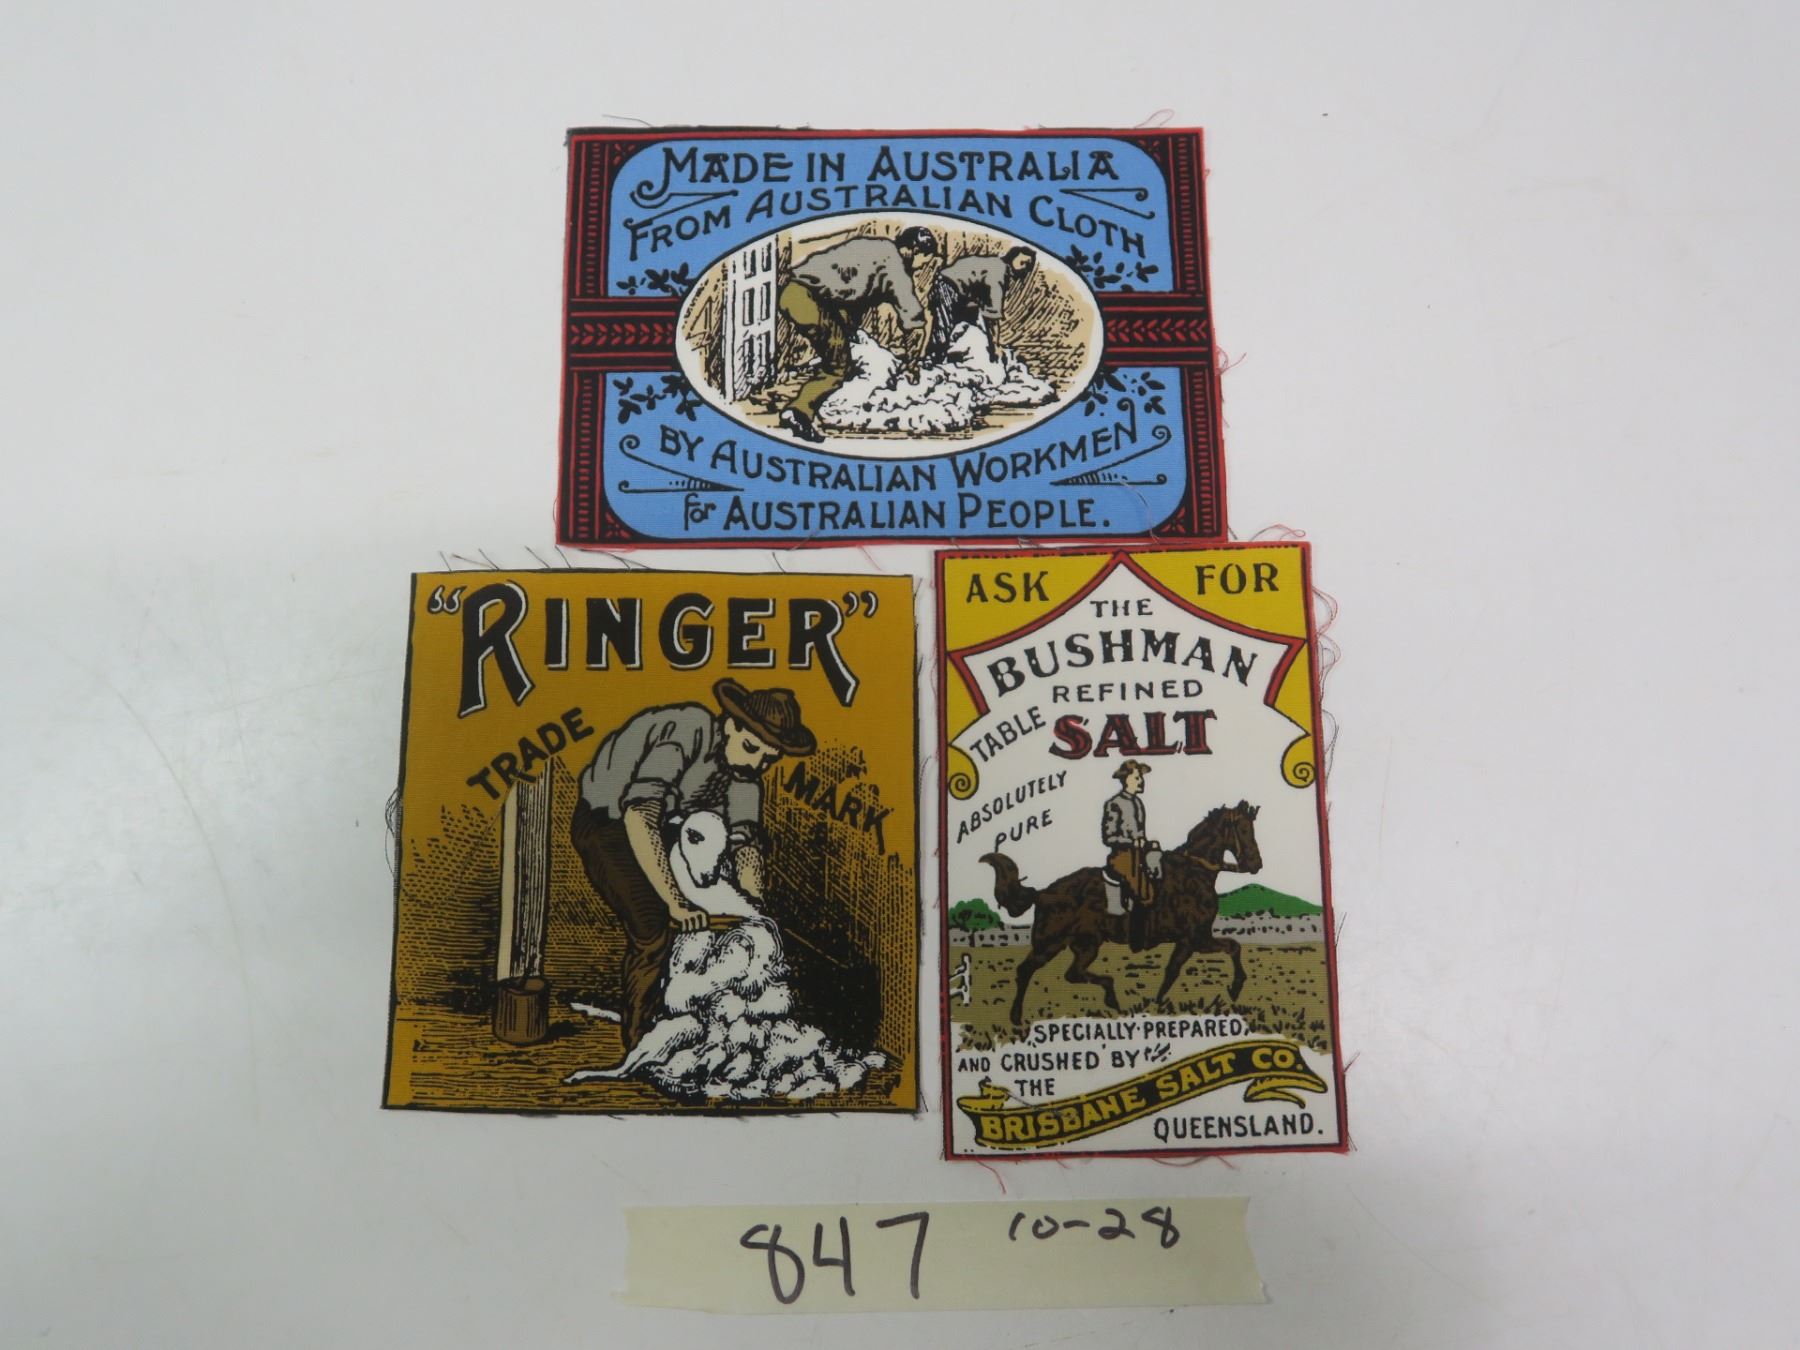 MADE IN AUSTRALIA
FROM AUSTRALIAN CLOTH
BY AUSTRALIAN WORKMEN
for AUSTRALIAN PEOPLE.
"RINGER"
TRADE MARK
ASK FOR
THE
BUSHMAN
REFINED
TABLE SALT
ABSOLUTELY
PURE
SPECIALLY PREPARED
AND CRUSHED BY
THE
BRISBANE SALT CO.
QUEENSLAND.
847 10-28